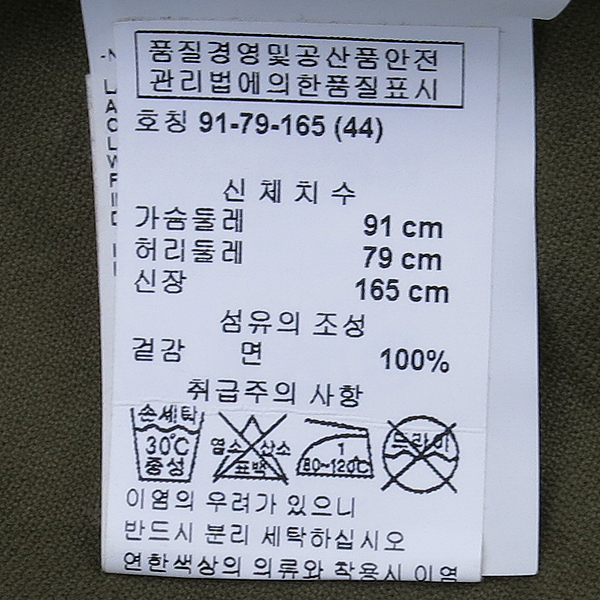 품질경영및공산품안전
관리법에의한품질표시
호칭 91-79-165 (44)
신체치수
가슴둘레 91 cm
허리둘레 79 cm
신장 165 cm
섬유의 조성
겉감 면 100%
취급주의 사항
손세탁 30℃ 중성
염소 산소 표백
1 80~120℃
드라이
이염의 우려가 있으니
반드시 분리 세탁하십시오
연한색상의 의류와 착용시 이염